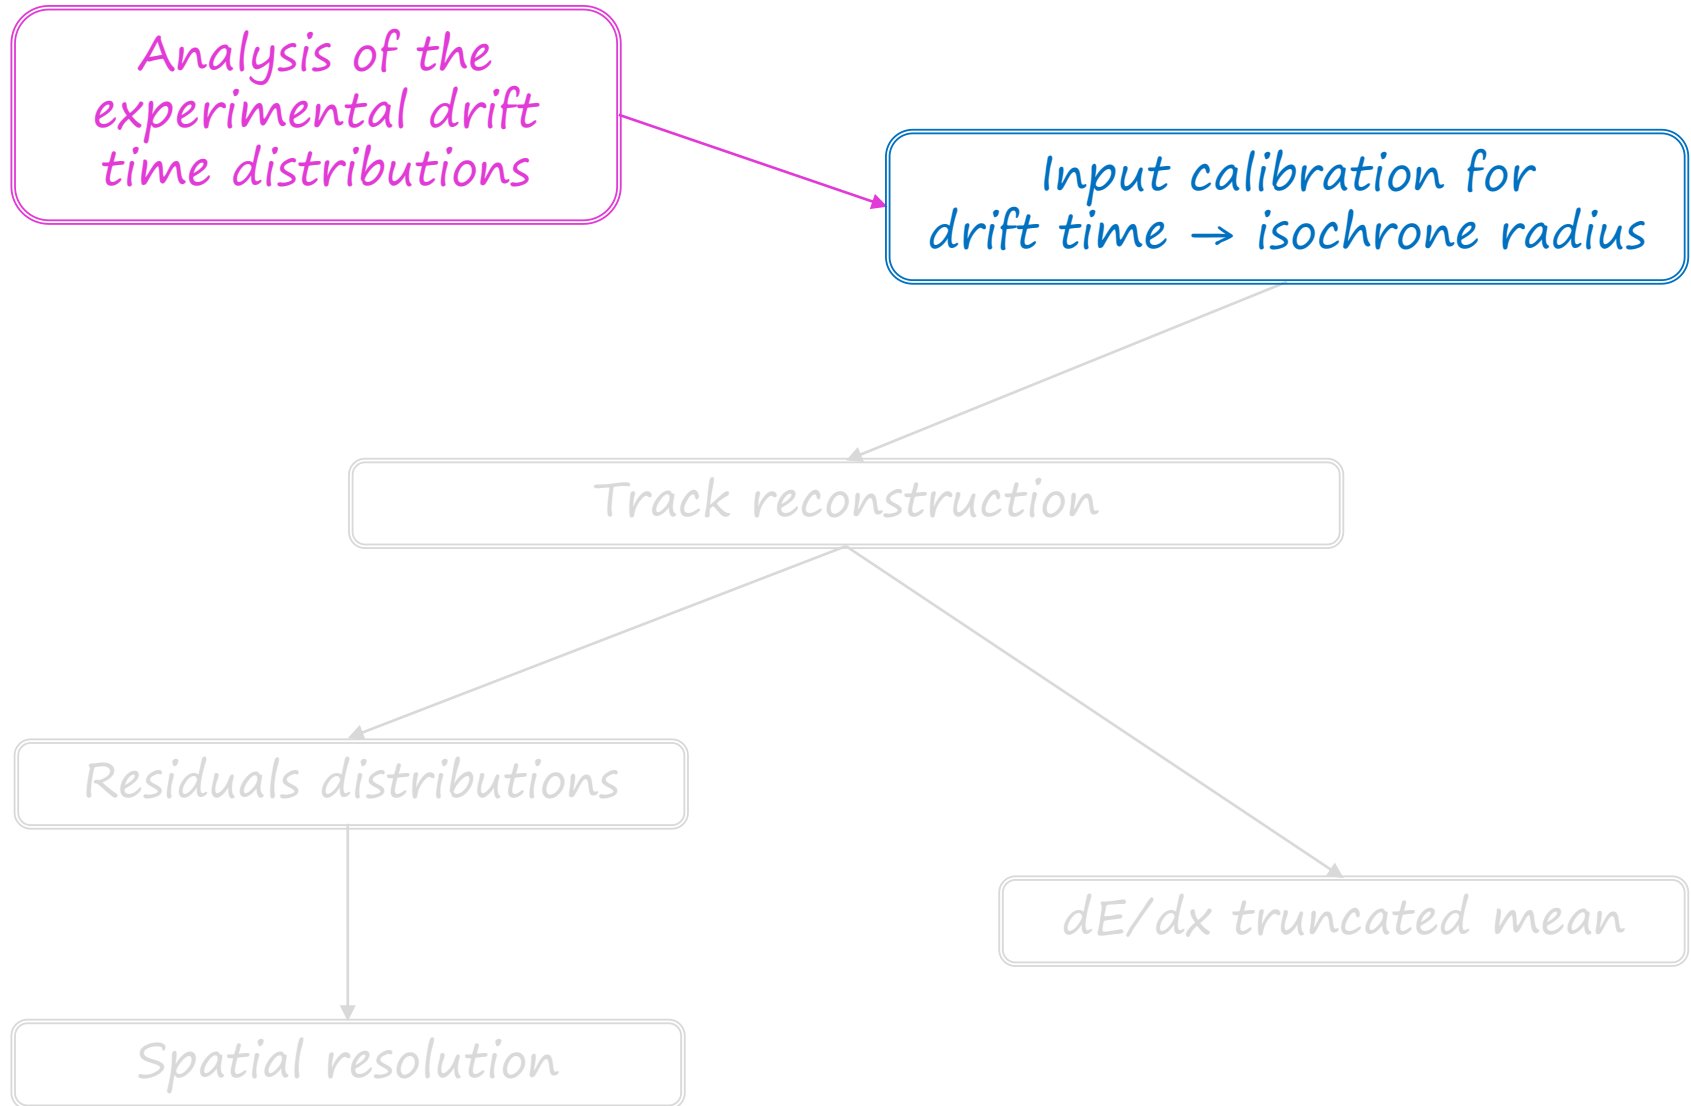 Analysis of the
experimental drift
time distributions
Input calibration for
drift time → isochrone radius
Track reconstruction
Residuals distributions
dE/dx truncated mean
Spatial resolution